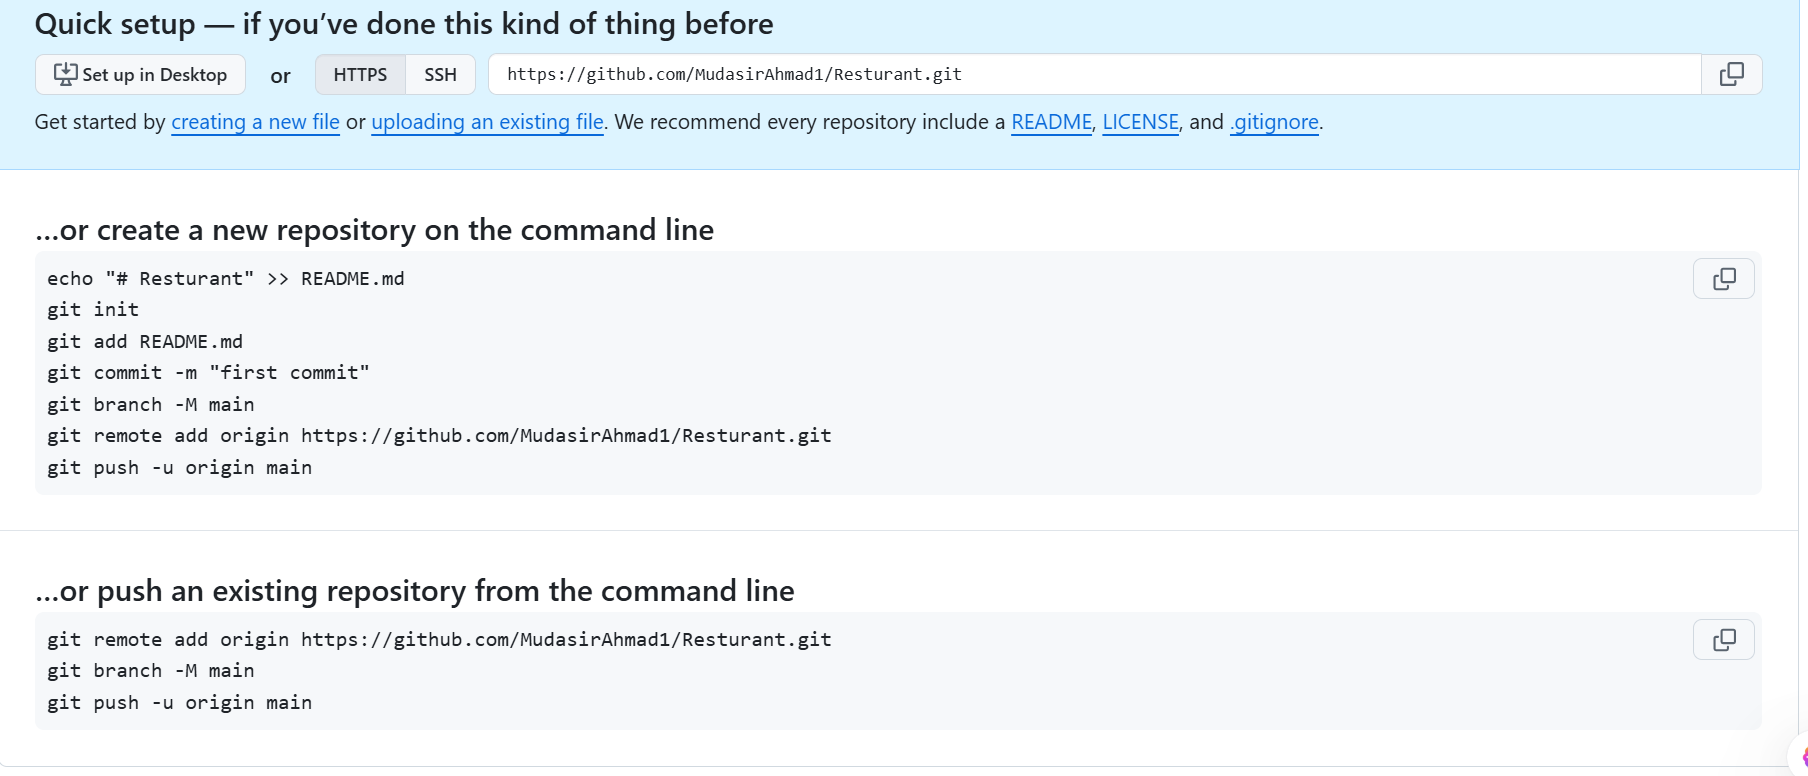 Quick setup — if you’ve done this kind of thing before
Set up in Desktop or HTTPS SSH https://github.com/MudasirAhmad1/Resturant.git
Get started by creating a new file or uploading an existing file. We recommend every repository include a README, LICENSE, and .gitignore.
…or create a new repository on the command line
echo "# Resturant" >> README.md
git init
git add README.md
git commit -m "first commit"
git branch -M main
git remote add origin https://github.com/MudasirAhmad1/Resturant.git
git push -u origin main
…or push an existing repository from the command line
git remote add origin https://github.com/MudasirAhmad1/Resturant.git
git branch -M main
git push -u origin main